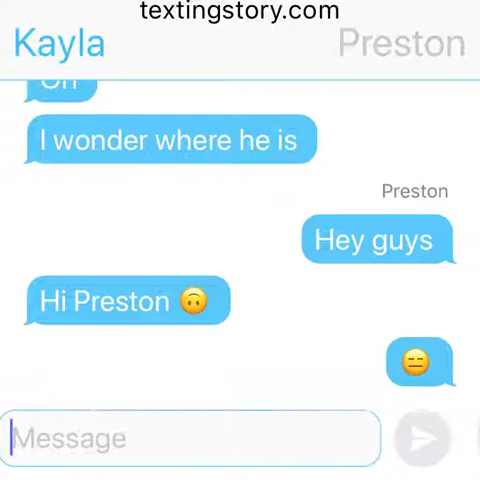 textingstory.com
Kayla Preston
I wonder where he is
Preston
Hey guys
Hi Preston 🙃
😑
Message